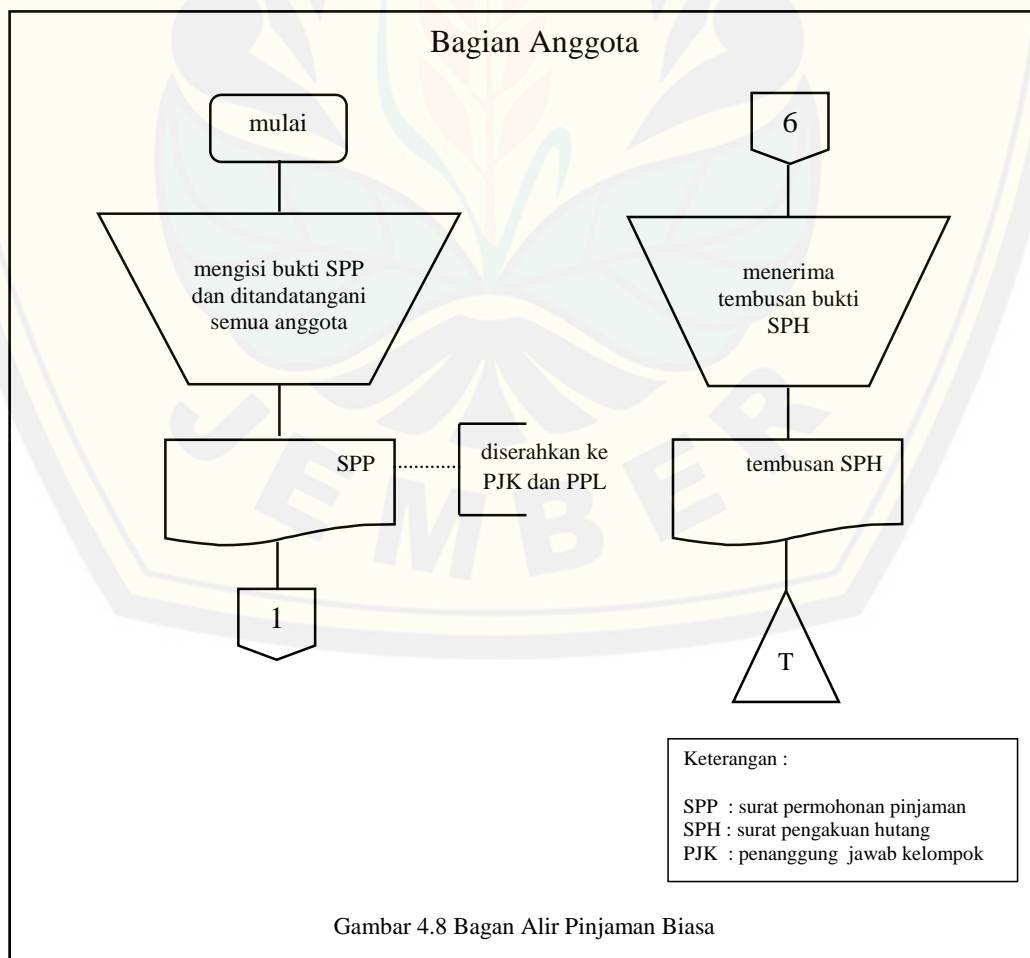 Bagian Anggota
mulai
mengisi bukti SPP
dan ditandatangani
semua anggota
SPP
diserahkan ke
PJK dan PPL
1
6
menerima
tembusan bukti
SPH
tembusan SPH
T
Keterangan :
SPP : surat permohonan pinjaman
SPH : surat pengakuan hutang
PJK : penanggung jawab kelompok
Gambar 4.8 Bagan Alir Pinjaman Biasa
JEMBER